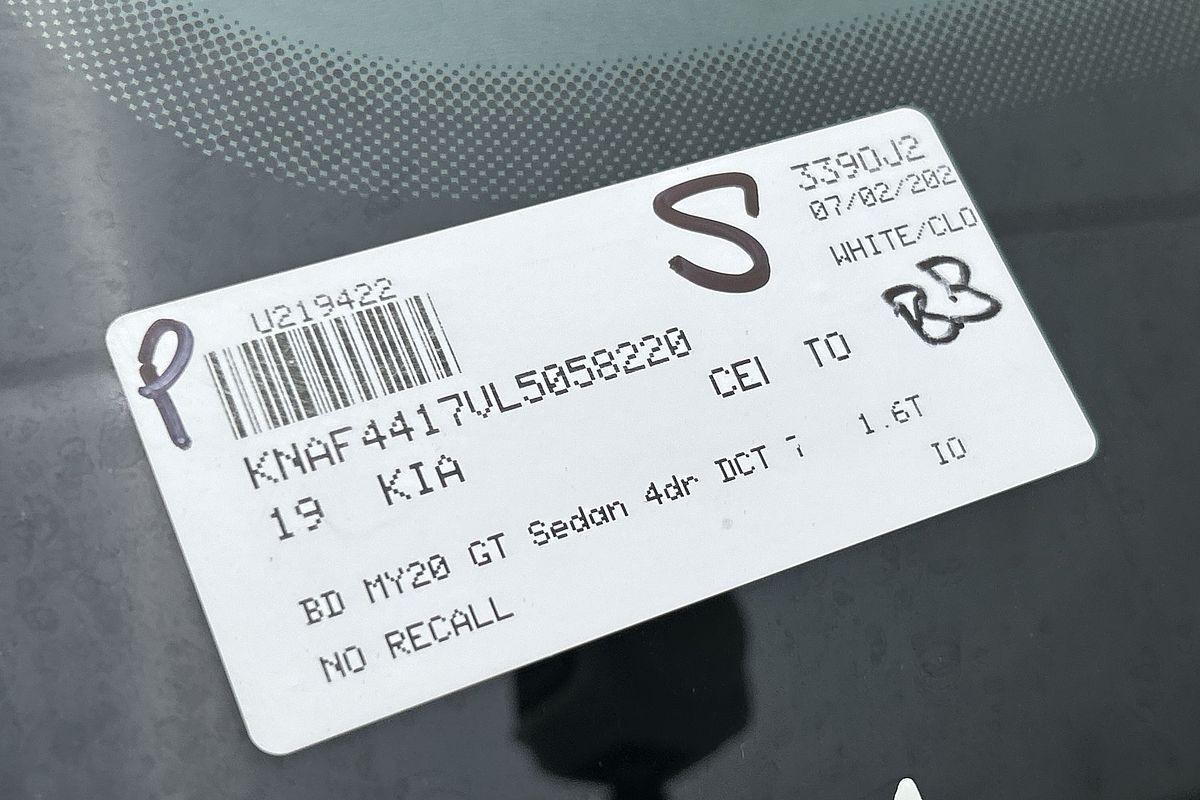 339DJ2
07/02/202
S
WHITE/CLO
U219422
P
BB
KNAF4417VL5058220
19 KIA CEI TO
BD MY20 GT Sedan 4dr DCT 7 1.6T
NO RECALL IO